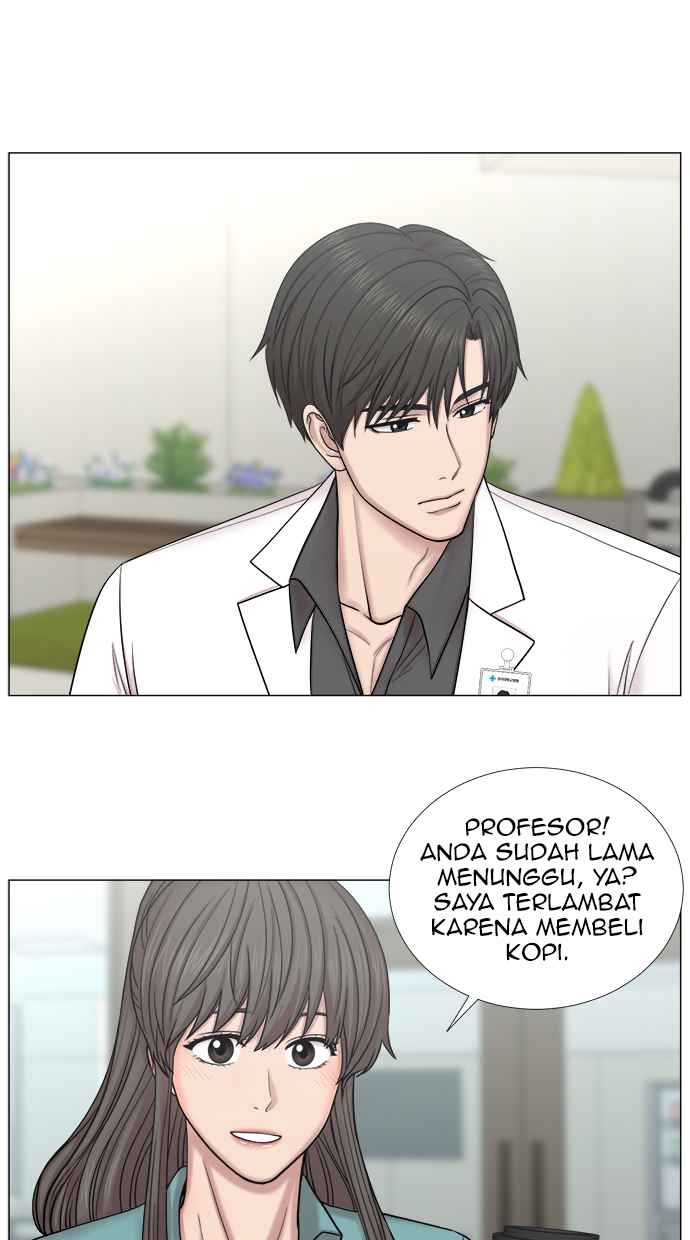 PROFESOR!
ANDA SUDAH LAMA
MENUNGGU, YA?
SAYA TERLAMBAT
KARENA MEMBELI
KOPI.